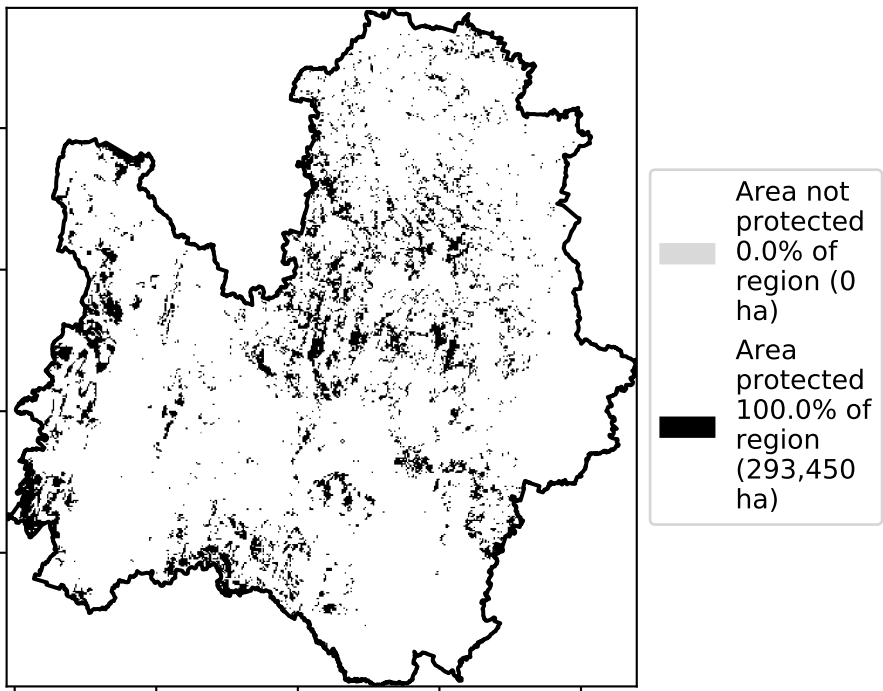 Area not
protected
0.0% of
region (0
ha)
Area
protected
100.0% of
region
(293,450
ha)